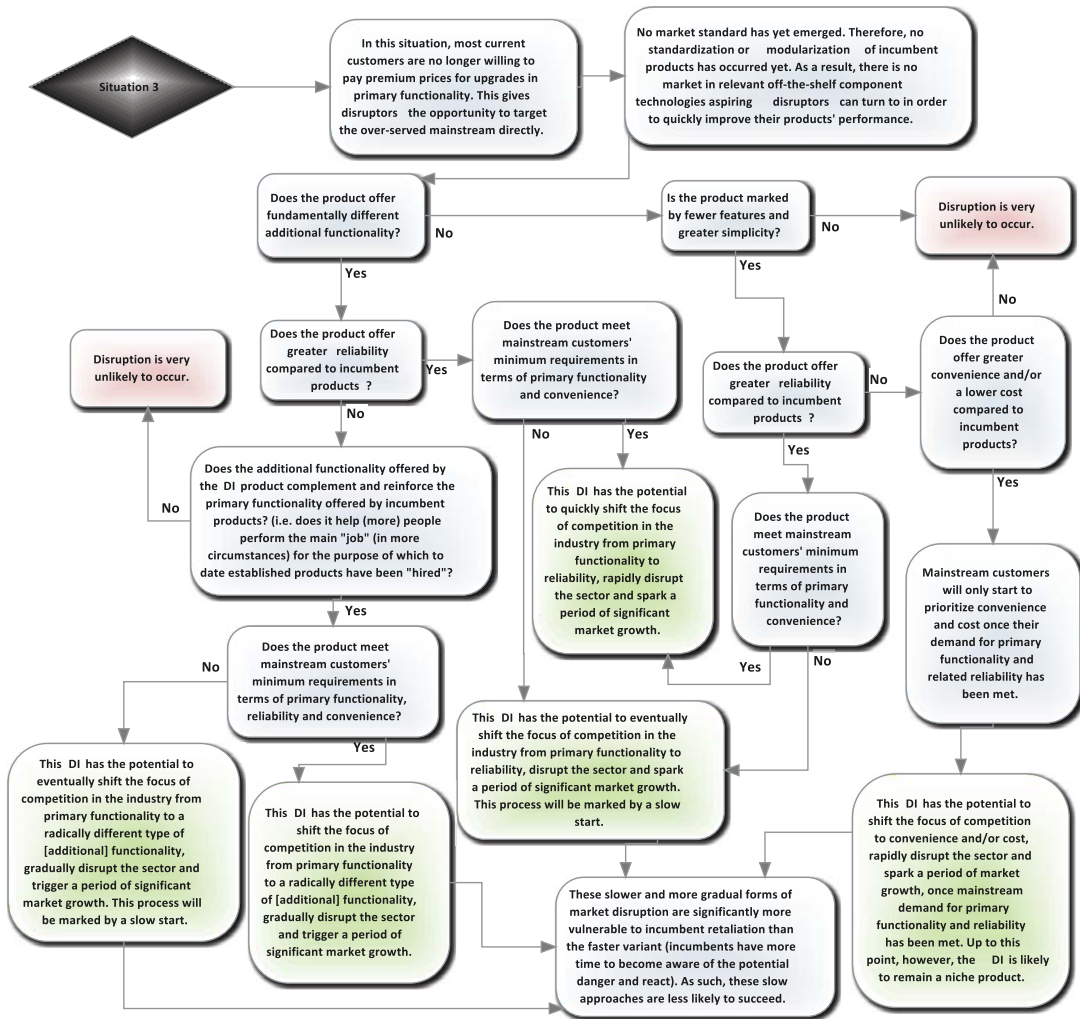 Situation 3
In this situation, most current
customers are no longer willing to
pay premium prices for upgrades in
primary functionality. This gives
disruptors the opportunity to target
the over-served mainstream directly.
No market standard has yet emerged. Therefore, no
standardization or modularization of incumbent
products has occurred yet. As a result, there is no
market in relevant off-the-shelf component
technologies aspiring disruptors can turn to in order
to quickly improve their products' performance.
Does the product offer
fundamentally different
additional functionality?
No
Yes
Is the product marked
by fewer features and
greater simplicity?
No
Yes
Disruption is very
unlikely to occur.
No
Does the product offer
greater reliability
compared to incumbent
products ?
Yes
No
Does the product meet
mainstream customers'
minimum requirements in
terms of primary functionality
and convenience?
No
Yes
Does the product offer
greater reliability
compared to incumbent
products ?
No
Yes
Does the product
offer greater
convenience and/or
a lower cost
compared to
incumbent
products?
Yes
Disruption is very
unlikely to occur.
No
Does the additional functionality offered by
the DI product complement and reinforce the
primary functionality offered by incumbent
products? (i.e. does it help (more) people
perform the main "job" (in more
circumstances) for the purpose of which to
date established products have been "hired"?
Yes
This DI has the potential
to quickly shift the focus
of competition in the
industry from primary
functionality to
reliability, rapidly disrupt
the sector and spark a
period of significant
market growth.
Does the product
meet mainstream
customers' minimum
requirements in
terms of primary
functionality and
convenience?
Yes
No
Mainstream customers
will only start to
prioritize convenience
and cost once their
demand for primary
functionality and
related reliability has
been met.
Does the product meet
mainstream customers'
minimum requirements in
terms of primary functionality,
reliability and convenience?
No
Yes
This DI has the potential to
eventually shift the focus of
competition in the industry from
primary functionality to a
radically different type of
[additional] functionality,
gradually disrupt the sector and
trigger a period of significant
market growth. This process will
be marked by a slow start.
This DI has the potential to
shift the focus of
competition in the industry
from primary functionality
to a radically different type
of [additional] functionality,
gradually disrupt the sector
and trigger a period of
significant market growth.
This DI has the potential to eventually
shift the focus of competition in the
industry from primary functionality to
reliability, disrupt the sector and spark
a period of significant market growth.
This process will be marked by a slow
start.
These slower and more gradual forms of
market disruption are significantly more
vulnerable to incumbent retaliation than
the faster variant (incumbents have more
time to become aware of the potential
danger and react). As such, these slow
approaches are less likely to succeed.
This DI has the potential to
shift the focus of competition
to convenience and/or cost,
rapidly disrupt the sector and
spark a period of market
growth, once mainstream
demand for primary
functionality and reliability
has been met. Up to this
point, however, the DI is likely
to remain a niche product.